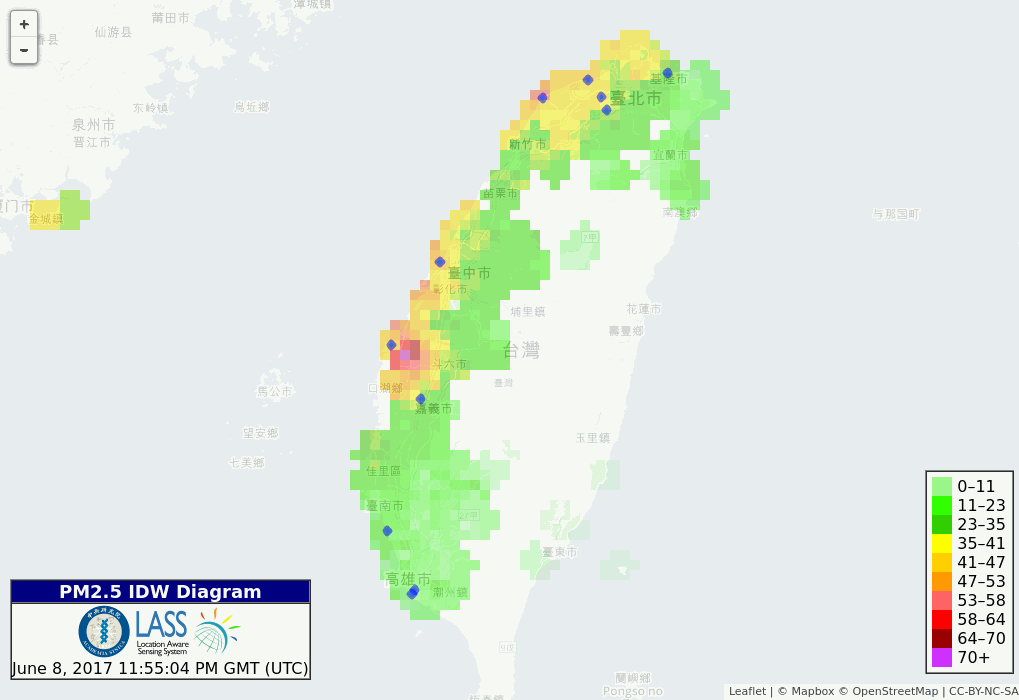 +
-
漳城镇
莆田市
仙游县
春县
基隆市
臺北市
东岭镇
烏坵鄉
泉州市
晋江市
新竹市
宜蘭市
苗栗市
厦门市
金城鎮
南澳鄉
与那国町
臺中市
彰化市
埔里鎮
花蓮市
壽豐鄉
台灣
斗六市
臺灣
口湖鄉
馬公市
嘉義市
望安鄉
玉里鎮
七美鄉
佳里區
臺南市
臺東市
高雄市
潮州鎮
蘭嶼鄉
Pongso no
恆春鎮
0–11
11–23
23–35
35–41
41–47
47–53
53–58
58–64
64–70
70+
PM2.5 IDW Diagram
LASS
Location Aware
Sensing System
June 8, 2017 11:55:04 PM GMT (UTC)
Leaflet | © Mapbox © OpenStreetMap | CC-BY-NC-SA